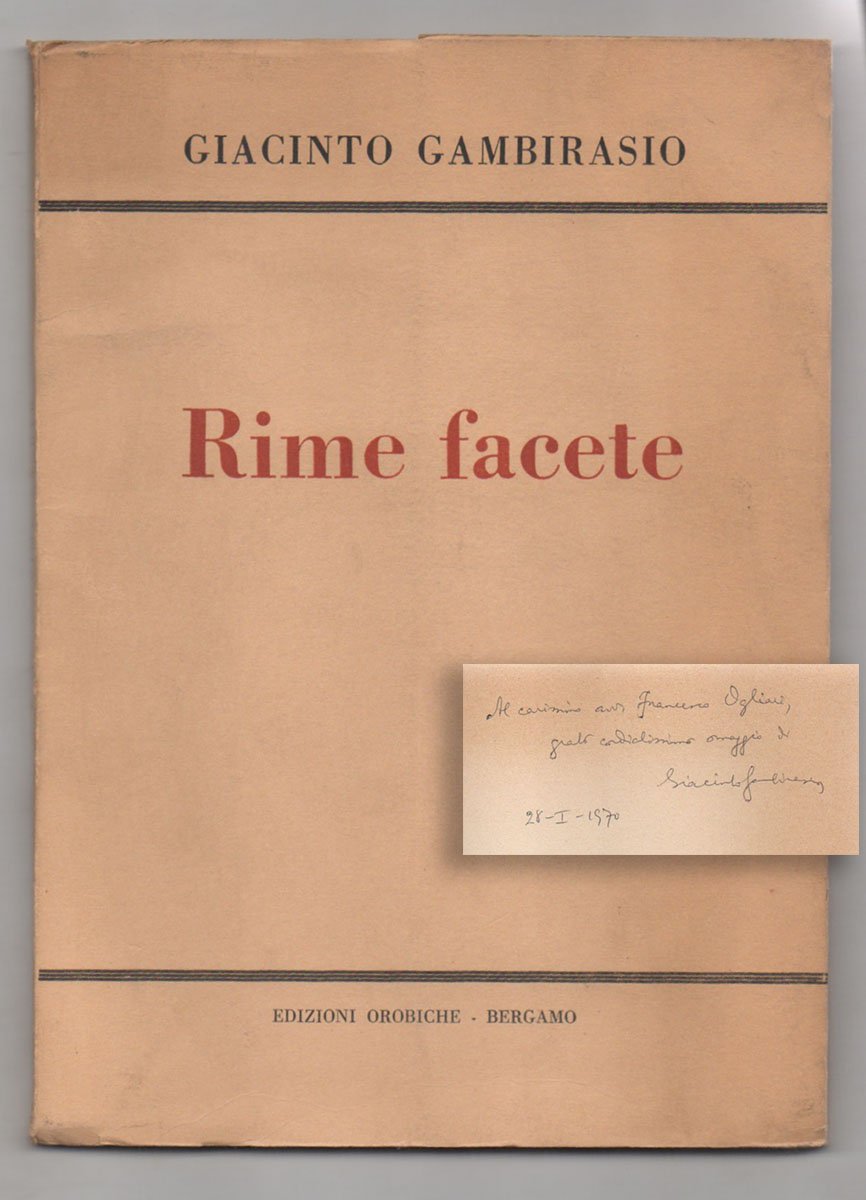 GIACINTO GAMBIRASIO
Rime facete
Al carissimo avv. Francesco Ogliari,
grato cordialissimo omaggio di
Giacinto Gambirasio
28-I-1970
EDIZIONI OROBICHE - BERGAMO